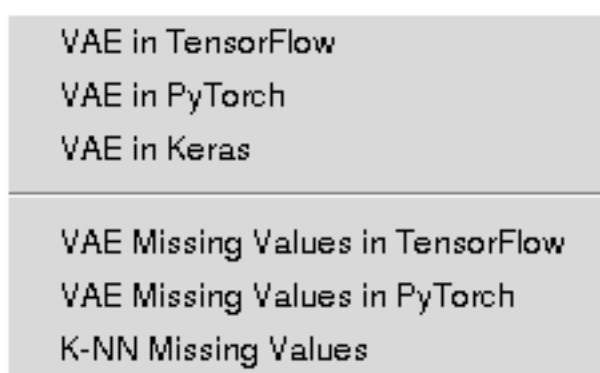 VAE in TensorFlow
VAE in PyTorch
VAE in Keras
VAE Missing Values in TensorFlow
VAE Missing Values in PyTorch
K-NN Missing Values